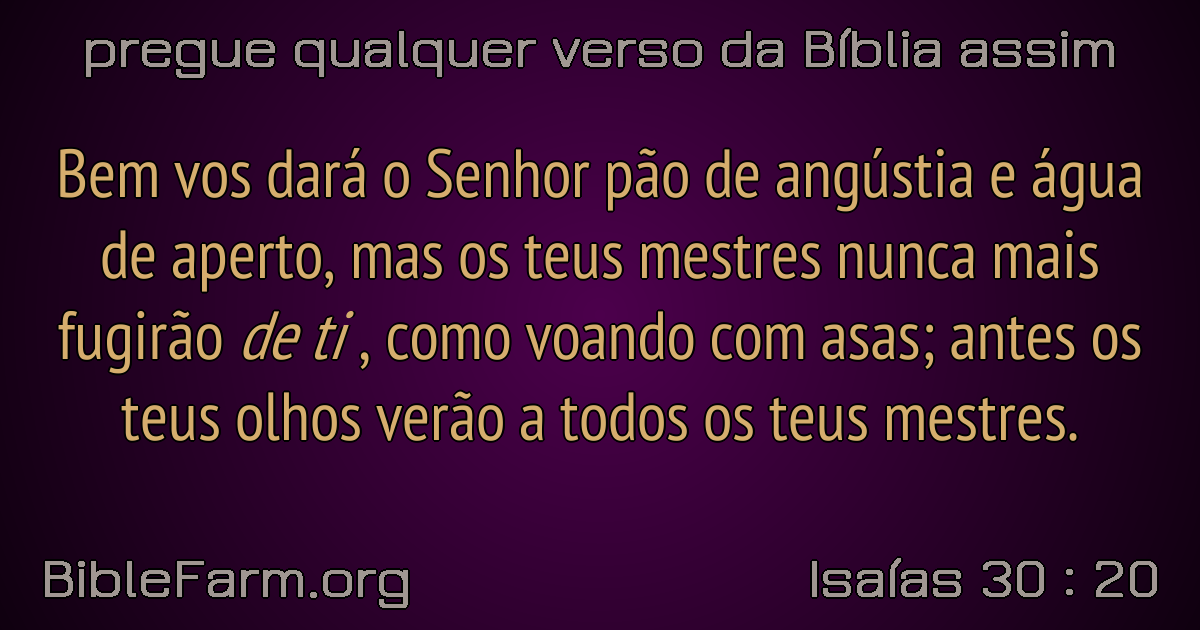 pregue qualquer verso da Bíblia assim
Bem vos dará o Senhor pão de angústia e água
de aperto, mas os teus mestres nunca mais
fugirão de ti , como voando com asas; antes os
teus olhos verão a todos os teus mestres.
BibleFarm.org
Isaías 30 : 20